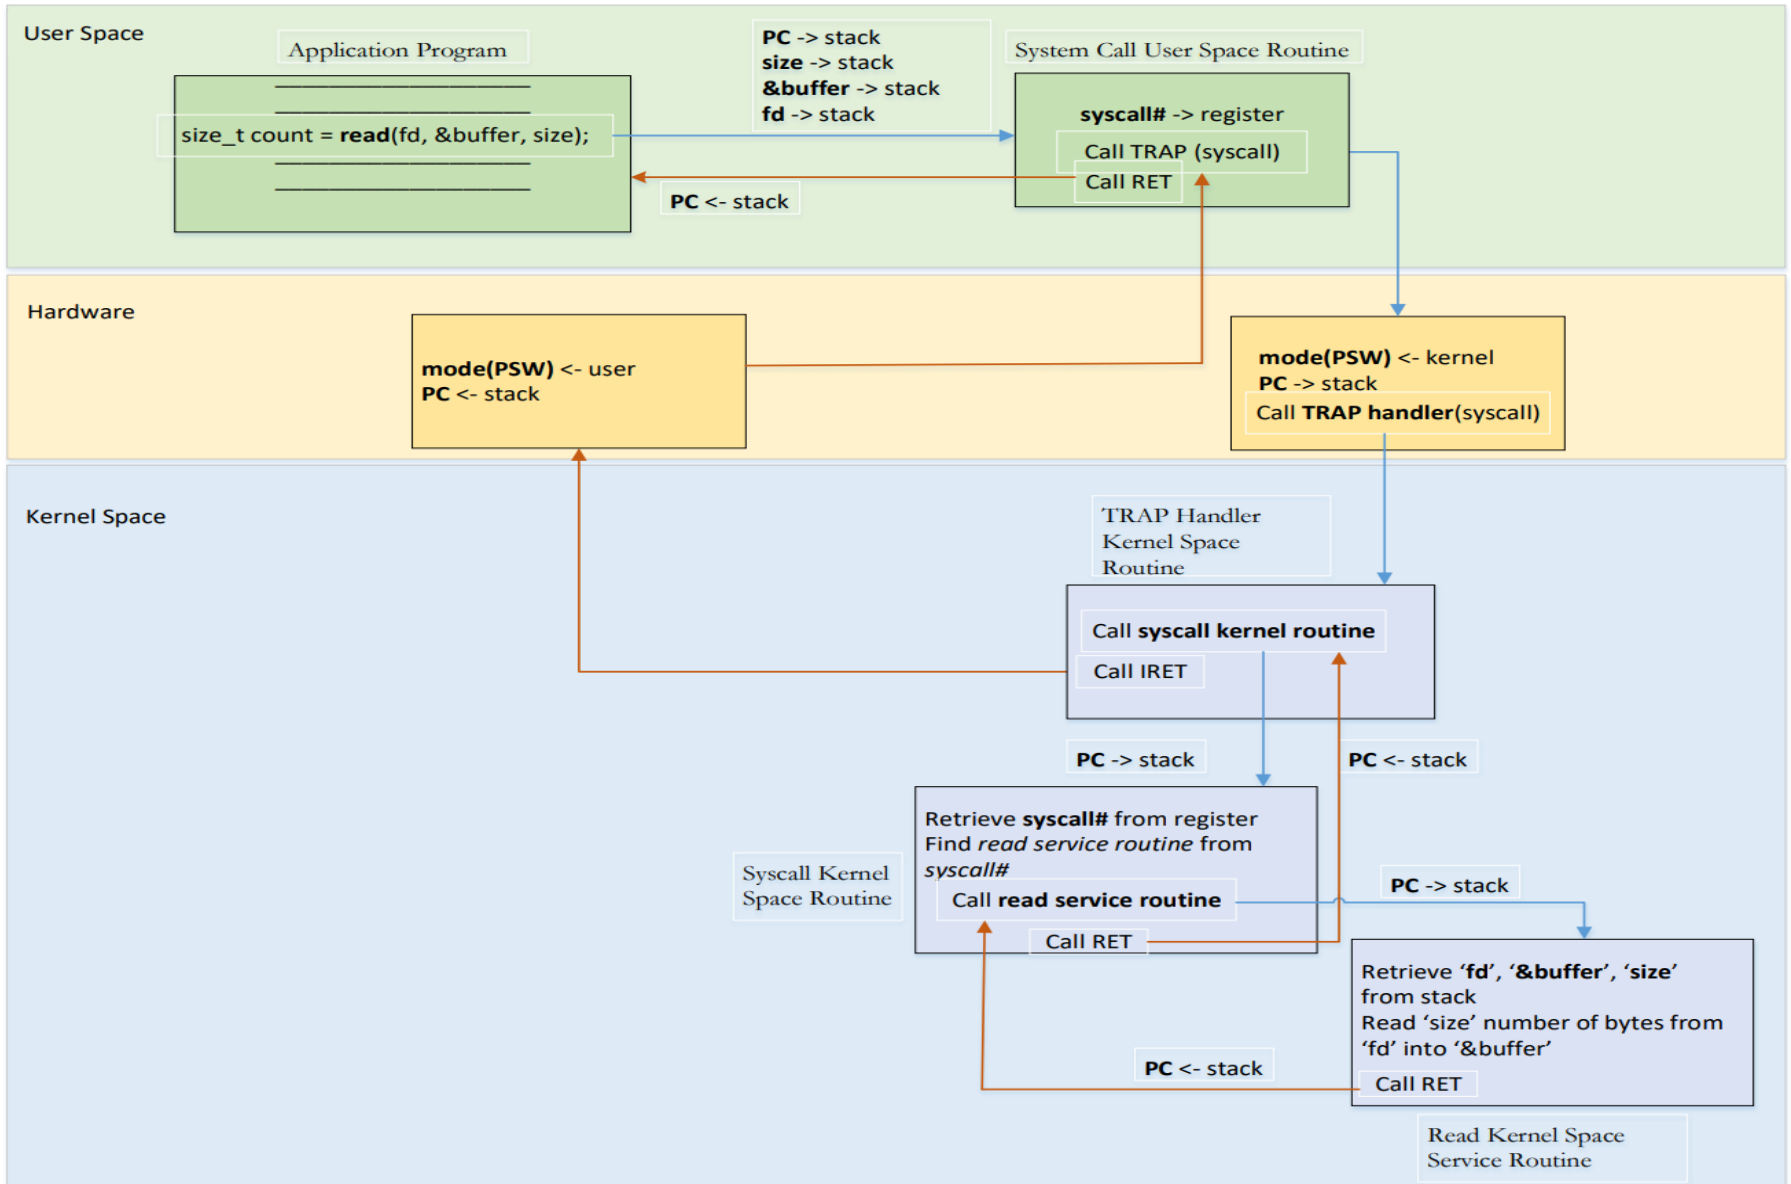 User Space
Application Program
size_t count = read(fd, &buffer, size);
PC -> stack
size -> stack
&buffer -> stack
fd -> stack
System Call User Space Routine
syscall# -> register
Call TRAP (syscall)
Call RET
PC <- stack
Hardware
mode(PSW) <- user
PC <- stack
mode(PSW) <- kernel
PC -> stack
Call TRAP handler(syscall)
Kernel Space
TRAP Handler
Kernel Space
Routine
Call syscall kernel routine
Call IRET
PC -> stack
PC <- stack
Syscall Kernel
Space Routine
Retrieve syscall# from register
Find read service routine from
syscall#
Call read service routine
Call RET
PC -> stack
Retrieve ‘fd’, ‘&buffer’, ‘size’
from stack
Read ‘size’ number of bytes from
‘fd’ into ‘&buffer’
Call RET
PC <- stack
Read Kernel Space
Service Routine